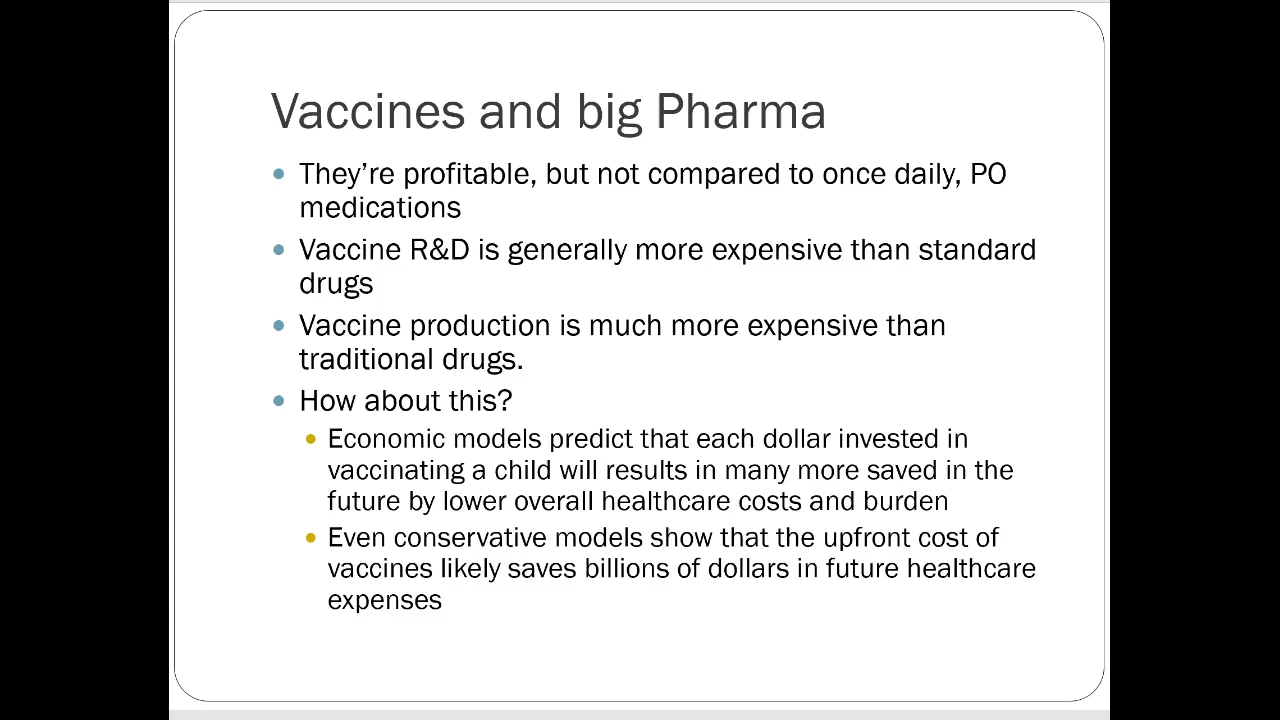 Vaccines and big Pharma
• They’re profitable, but not compared to once daily, PO
medications
• Vaccine R&D is generally more expensive than standard
drugs
• Vaccine production is much more expensive than
traditional drugs.
• How about this?
• Economic models predict that each dollar invested in
vaccinating a child will results in many more saved in the
future by lower overall healthcare costs and burden
• Even conservative models show that the upfront cost of
vaccines likely saves billions of dollars in future healthcare
expenses